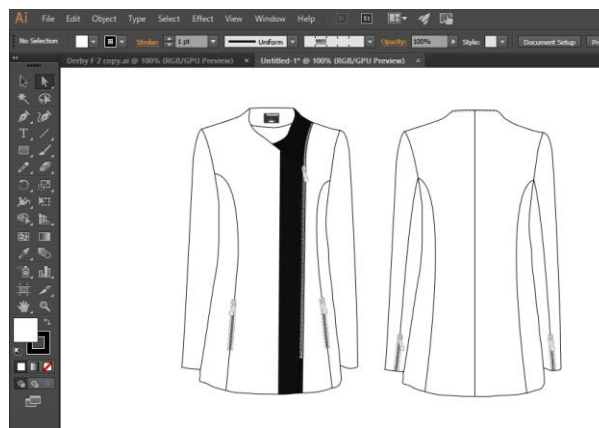 Ai File Edit Object Type Select Effect View Window Help St
No Selection Stroke: 1 pt Uniform Opacity: 100% Style: Document Setup
Derby F 2 copy.ai @ 100% (RGB/GPU Preview) × Untitled-1* @ 100% (RGB/GPU Preview) ×
T